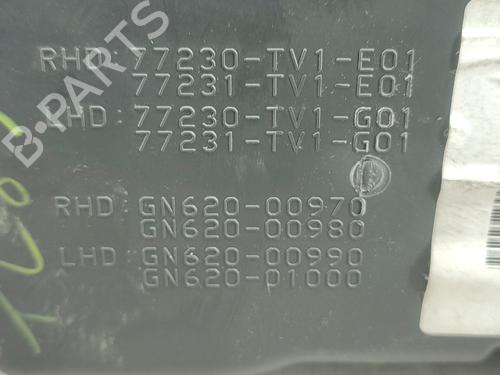 RHD:77230-TV1-E01
77231-TV1-E01
LHD:77230-TV1-G01
77231-TV1-G01
RHD:GN620-00970
GN620-00980
LHD:GN620-00990
GN620-01000
B-PARTS